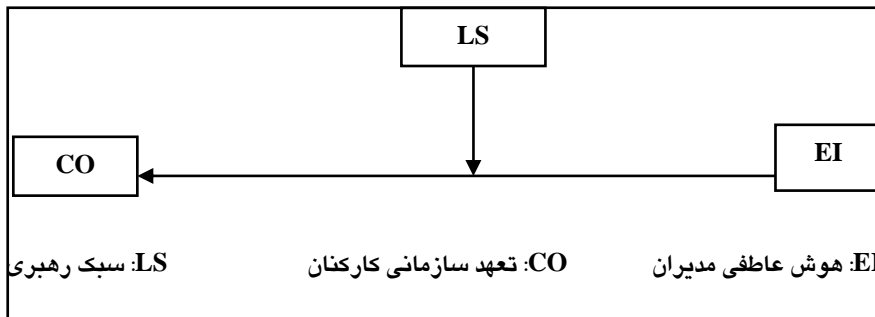 LS
EI
CO
EI: هوش عاطفی مدیران CO: تعهد سازمانی کارکنان LS: سبک رهبری